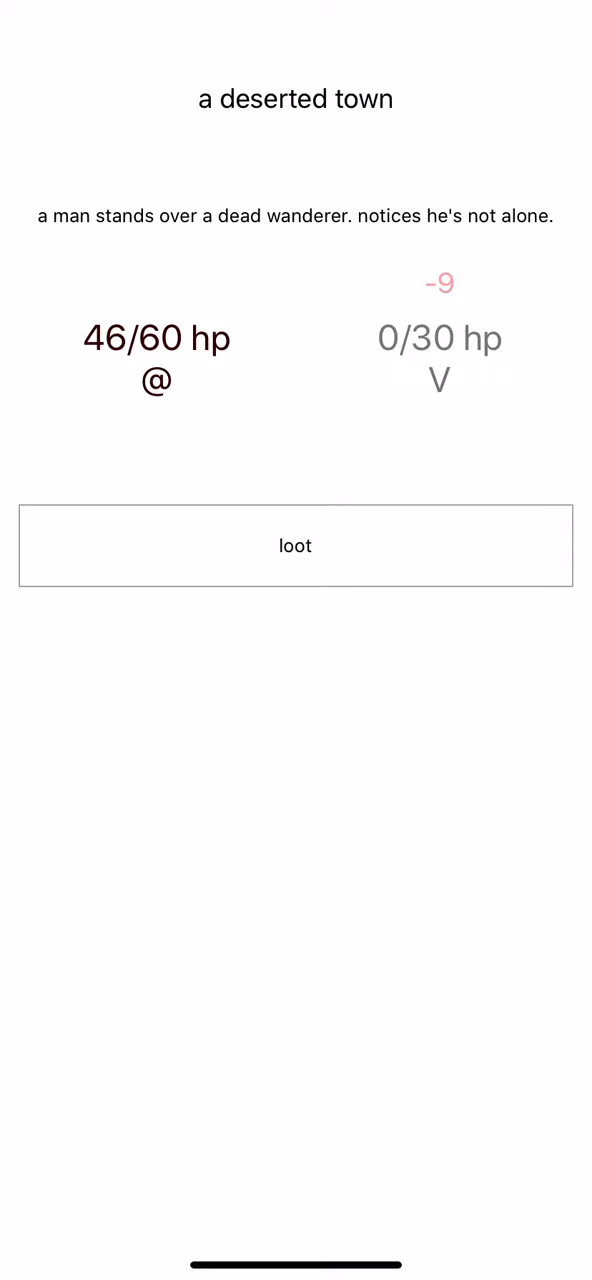 a deserted town
a man stands over a dead wanderer. notices he's not alone.
-9
46/60 hp 0/30 hp
@ V
loot